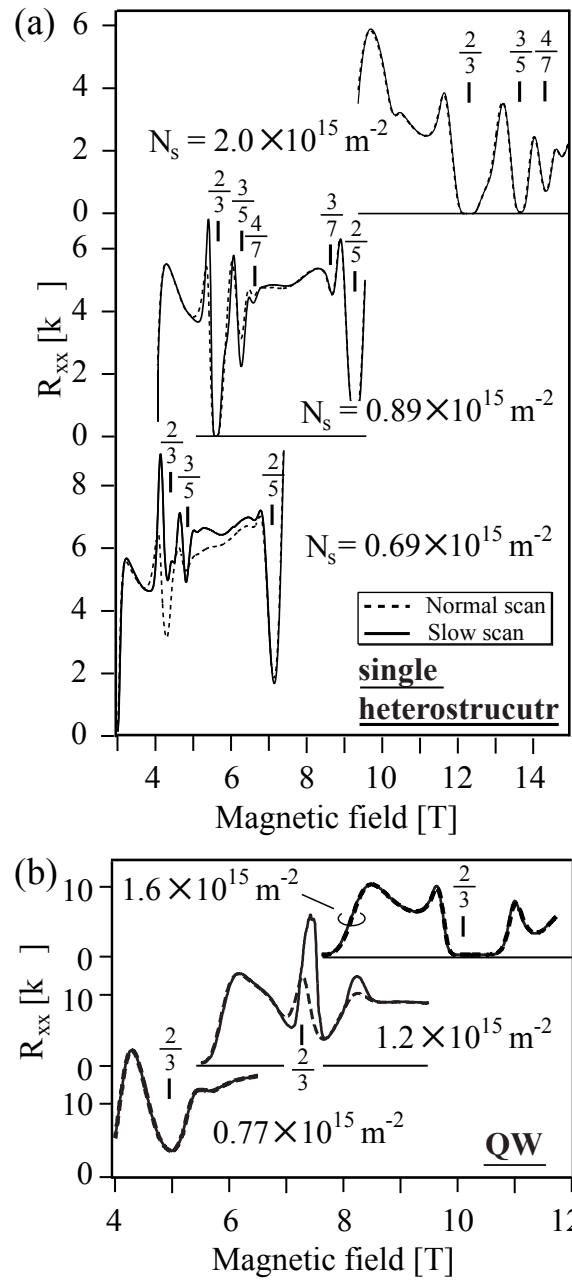 (a)
6
4
2
0
2/3
3/5
4/7
N_s = 2.0×10^15 m^-2
6
4
2
0
2/3
3/5
4/7
3/7
2/5
N_s = 0.89×10^15 m^-2
R_xx [k
8
6
4
2
0
2/3
3/5
2/5
N_s = 0.69×10^15 m^-2
Normal scan
Slow scan
single
heterostrucutr
4 6 8 10 12 14
Magnetic field [T]
(b)
10
0
1.6×10^15 m^-2
2/3
R_xx [k
10
0
2/3
1.2×10^15 m^-2
10
0
2/3
0.77×10^15 m^-2
QW
4 6 8 10 12
Magnetic field [T]